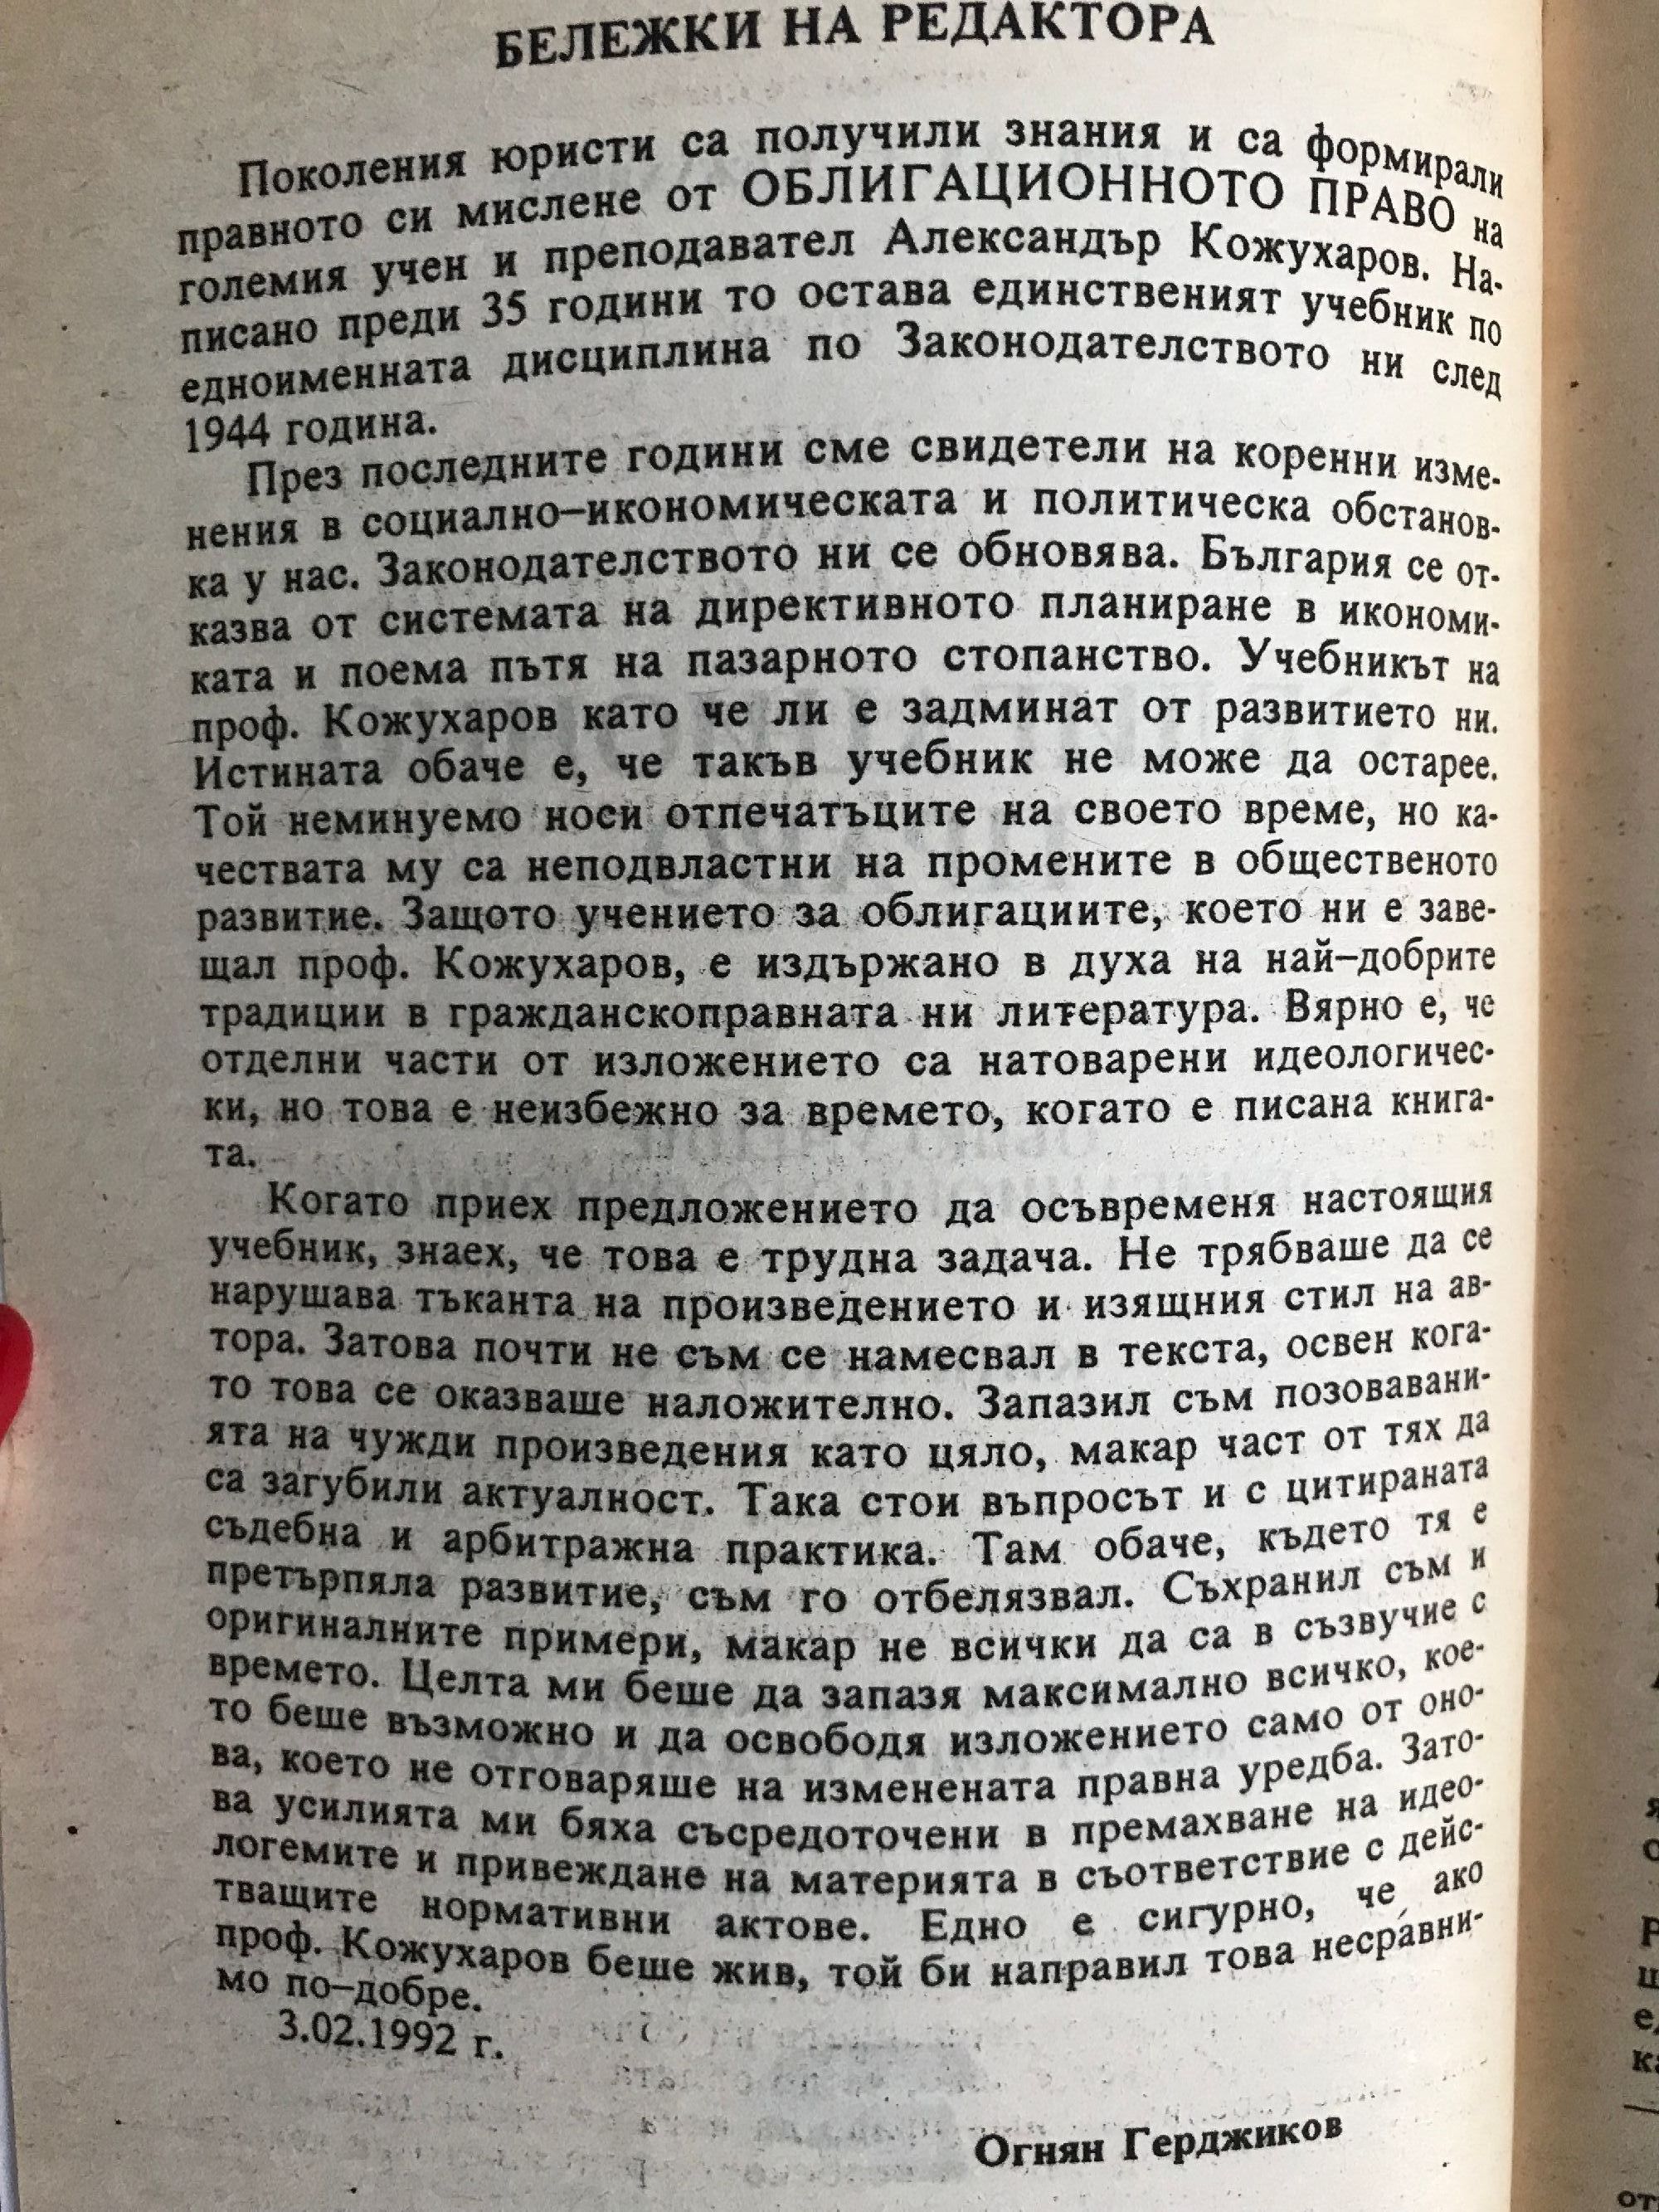 БЕЛЕЖКИ НА РЕДАКТОРА
Поколения юристи са получили знания и са формирали
правното си мислене от ОБЛИГАЦИОННОТО ПРАВО на
големия учен и преподавател Александър Кожухаров. На-
писано преди 35 години то остава единственият учебник по
едноименната дисциплина по Законодателството ни след
1944 година.
През последните години сме свидетели на коренни изме-
нения в социално-икономическата и политическа обстанов-
ка у нас. Законодателството ни се обновява. България се от-
казва от системата на директивното планиране в икономи-
ката и поема пътя на пазарното стопанство. Учебникът на
проф. Кожухаров като че ли е задминат от развитието ни.
Истината обаче е, че такъв учебник не може да остарее.
Той неминуемо носи отпечатъците на своето време, но ка-
чествата му са неподвластни на промените в общественото
развитие. Защото учението за облигациите, което ни е заве-
щал проф. Кожухаров, е издържано в духа на най-добрите
традиции в гражданскоправната ни литература. Вярно е, че
отделни части от изложението са натоварени идеологичес-
ки, но това е неизбежно за времето, когато е писана книга-
та.
Когато приех предложението да осъвременя настоящия
учебник, знаех, че това е трудна задача. Не трябваше да се
нарушава тъканта на произведението и изящния стил на ав-
тора. Затова почти не съм се намесвал в текста, освен кога-
то това се оказваше наложително. Запазил съм позовавани-
ята на чужди произведения като цяло, макар част от тях да
са загубили актуалност. Така стои въпросът и с цитираната
съдебна и арбитражна практика. Там обаче, където тя е
претърпяла развитие, съм го отбелязвал. Съхранил съм и
оригиналните примери, макар не всички да са в съзвучие с
времето. Целта ми беше да запазя максимално всичко, кое-
то беше възможно и да освободя изложението само от оно-
ва, което не отговаряше на изменената правна уредба. Зато-
ва усилията ми бяха съсредоточени в премахване на идео-
логемите и привеждане на материята в съответствие с дейс-
тващите нормативни актове. Едно е сигурно, че ако
проф. Кожухаров беше жив, той би направил това несравни-
мо по-добре.
3.02.1992 г.
Огнян Герджиков